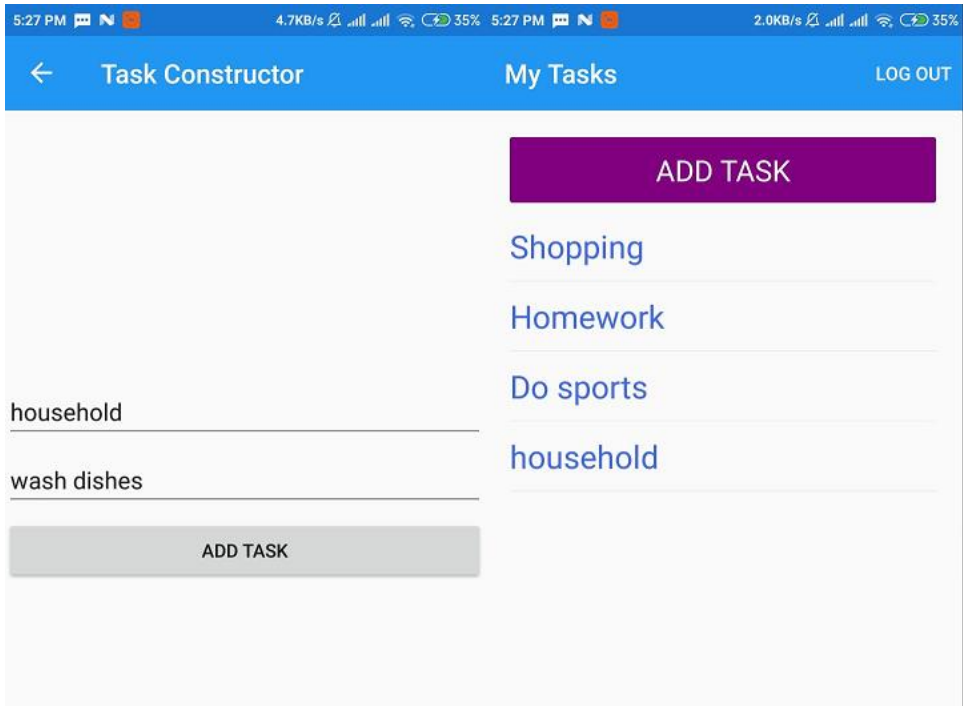 5:27 PM N 4.7KB/s 35%
Task Constructor
household
wash dishes
ADD TASK
5:27 PM N 2.0KB/s 35%
My Tasks LOG OUT
ADD TASK
Shopping
Homework
Do sports
household